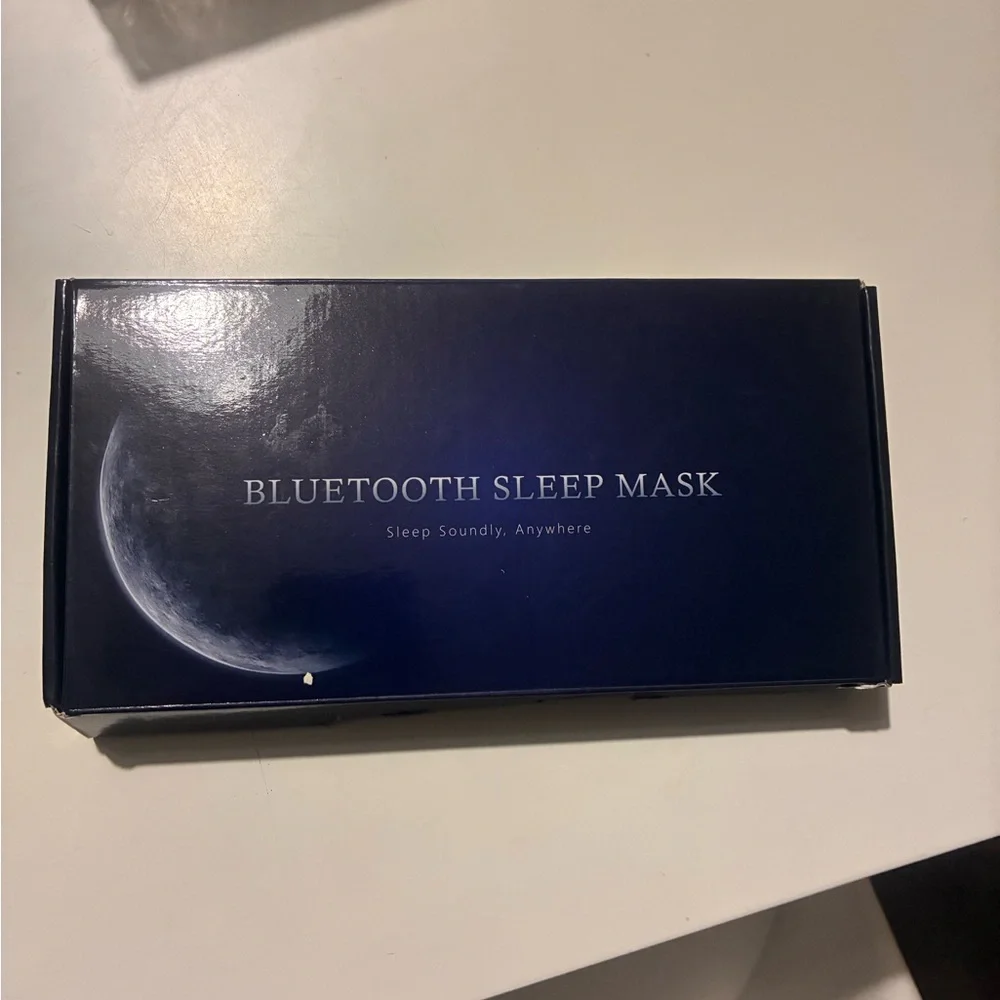 BLUETOOTH SLEEP MASK
Sleep Soundly, Anywhere